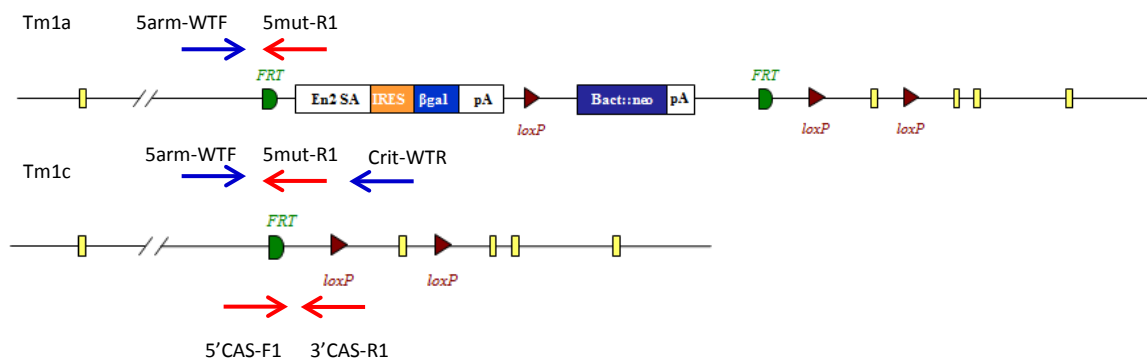 Tm1a 5arm-WTF 5mut-R1
FRT FRT
En2 SA IRES βgal pA Bact::neo pA
loxP loxP loxP
5arm-WTF 5mut-R1 Crit-WTR
Tm1c
FRT
loxP loxP
5’CAS-F1 3’CAS-R1